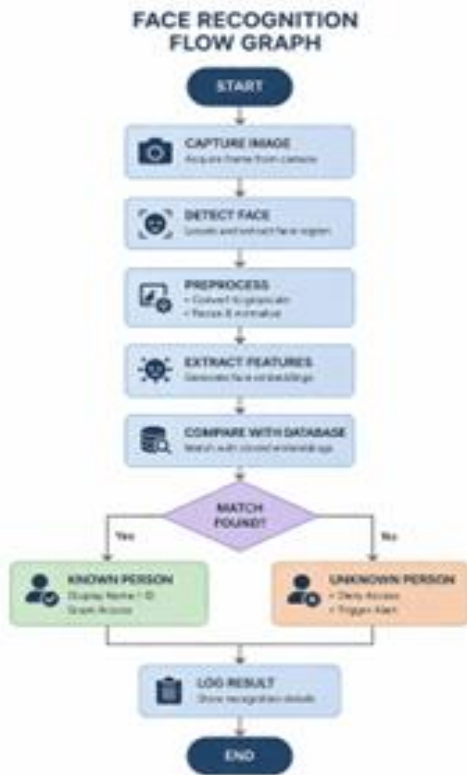 FACE RECOGNITION
FLOW GRAPH
START
CAPTURE IMAGE
Acquire frame from camera
DETECT FACE
Locate and extract face region
PREPROCESS
• Convert to grayscale
• Resize & normalize
EXTRACT FEATURES
Generate face embeddings
COMPARE WITH DATABASE
Match with stored embeddings
MATCH
FOUND?
Yes
No
KNOWN PERSON
Display Name + ID
Grant Access
UNKNOWN PERSON
• Deny Access
• Trigger Alert
LOG RESULT
Store recognition details
END